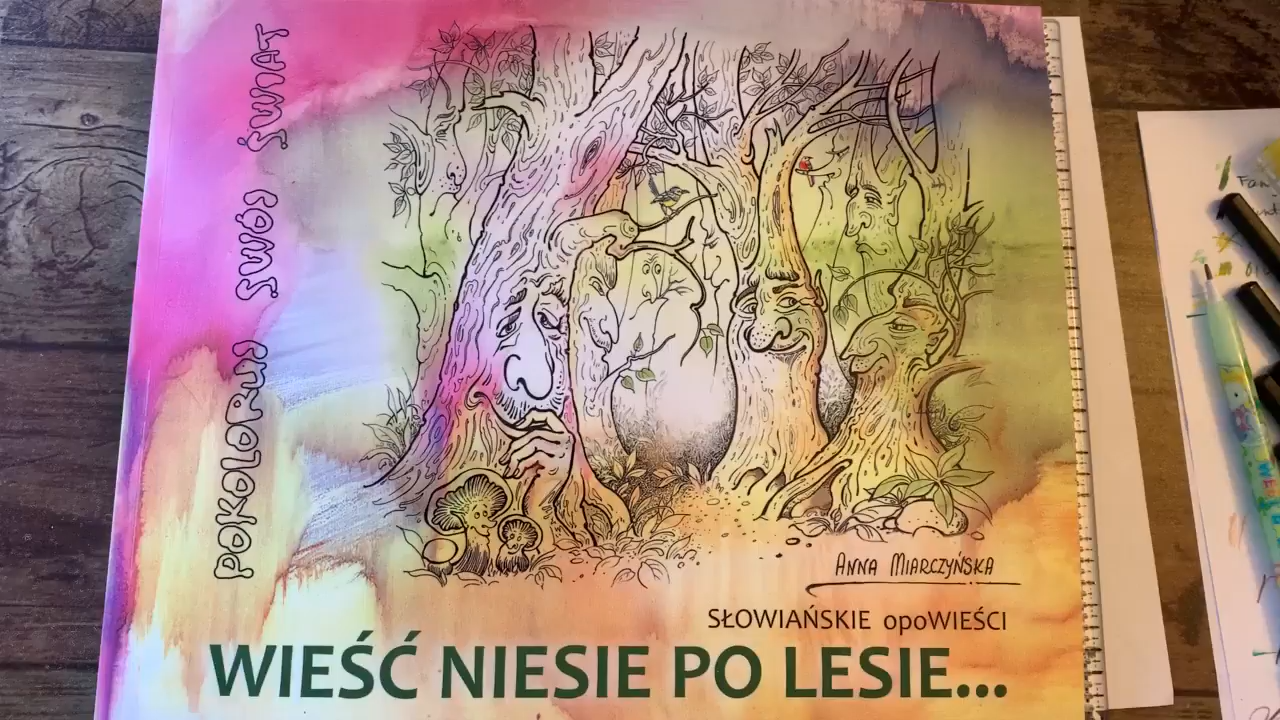 POKOLORUJ SWÓJ ŚWIAT
ANNA MIARCZYŃSKA
SŁOWIAŃSKIE opoWIEŚCI
WIEŚĆ NIESIE PO LESIE...